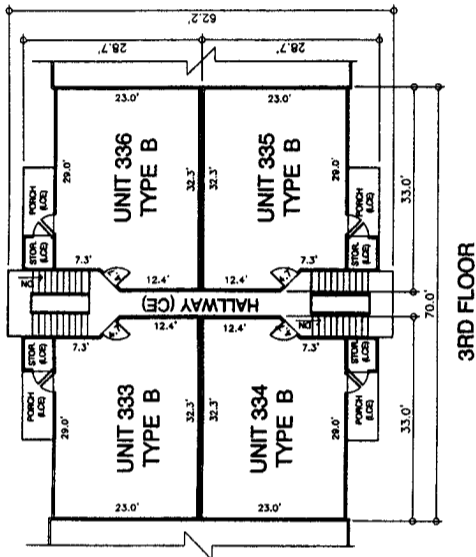 62.2'
28.7'
28.7'
23.0'
23.0'
29.0'
UNIT 336
TYPE B
32.3'
32.3'
UNIT 335
TYPE B
29.0'
33.0'
PORCH
(LCE)
STOR.
(LCE)
7.3'
12.4'
12.4'
7.3'
STOR.
(LCE)
PORCH
(LCE)
DN
HALLWAY (CE)
DN
70.0'
3RD FLOOR
7.3'
12.4'
12.4'
7.3'
STOR.
(LCE)
PORCH
(LCE)
STOR.
(LCE)
PORCH
(LCE)
29.0'
UNIT 333
TYPE B
32.3'
32.3'
UNIT 334
TYPE B
29.0'
33.0'
23.0'
23.0'